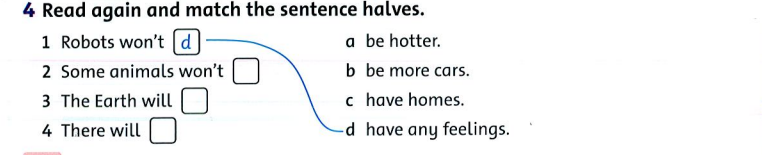 4 Read again and match the sentence halves.
1 Robots won't d a be hotter.
2 Some animals won't b be more cars.
3 The Earth will c have homes.
4 There will d have any feelings.